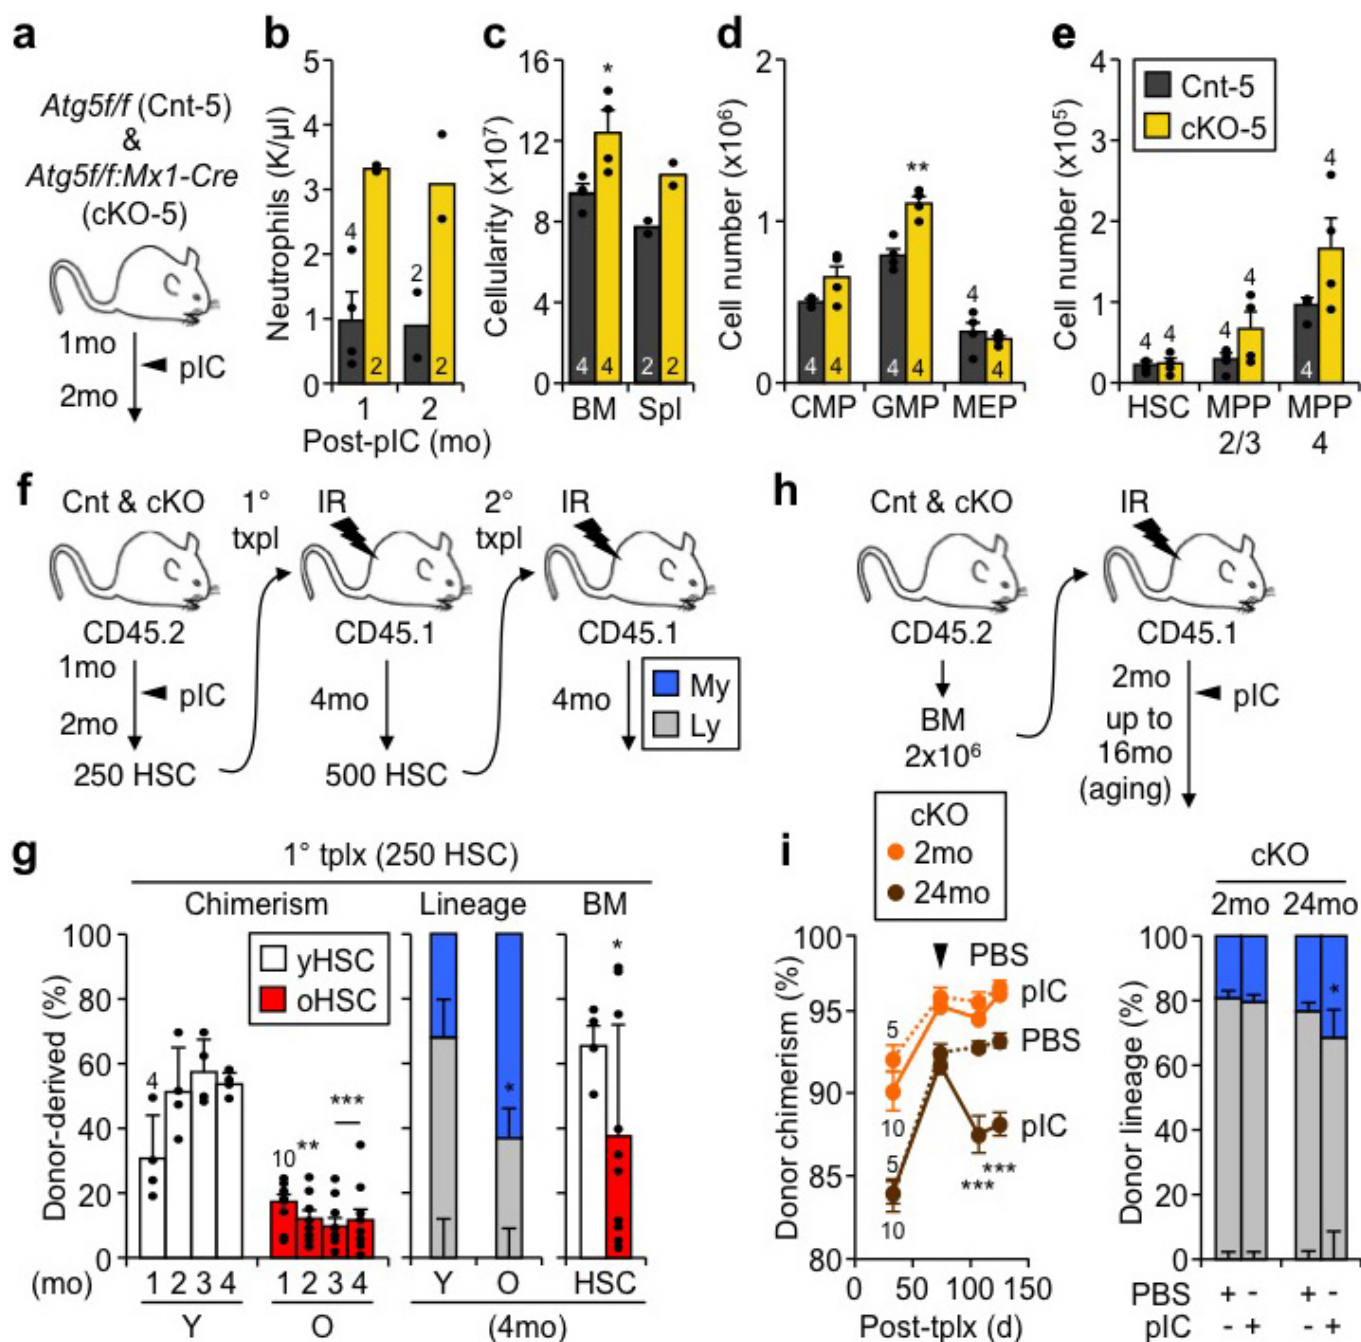 a
Atg5f/f (Cnt-5)
&
Atg5f/f:Mx1-Cre
(cKO-5)
1mo
pIC
2mo
b
Neutrophils (K/µl)
5
4
3
2
1
0
4
2
2
2
1
2
Post-pIC (mo)
c
Cellularity (x10⁷)
16
12
8
4
0
*
4
4
2
2
BM
Spl
d
Cell number (x10⁶)
2
1
0
**
4
4
4
4
4
4
CMP
GMP
MEP
e
Cell number (x10⁵)
4
3
2
1
0
Cnt-5
cKO-5
4
4
4
4
4
4
HSC
MPP
2/3
MPP
4
f
Cnt & cKO
1°
txpl
IR
2°
txpl
IR
CD45.2
CD45.1
CD45.1
1mo
pIC
2mo
4mo
4mo
My
Ly
250 HSC
500 HSC
h
Cnt & cKO
IR
CD45.2
CD45.1
BM
2x10⁶
2mo
pIC
up to
16mo
(aging)
g
1° tplx (250 HSC)
Chimerism
Lineage
BM
Donor-derived (%)
100
80
60
40
20
0
yHSC
oHSC
4
10
**
***
*
*
(mo)
1 2 3 4
1 2 3 4
Y
O
HSC
Y
O
(4mo)
i
cKO
2mo
24mo
Donor chimerism (%)
100
95
90
85
80
PBS
pIC
PBS
pIC
5
10
5
10
***
***
0 50 100 150
Post-tplx (d)
cKO
2mo 24mo
Donor lineage (%)
100
80
60
40
20
0
*
PBS + - + -
pIC - + - +